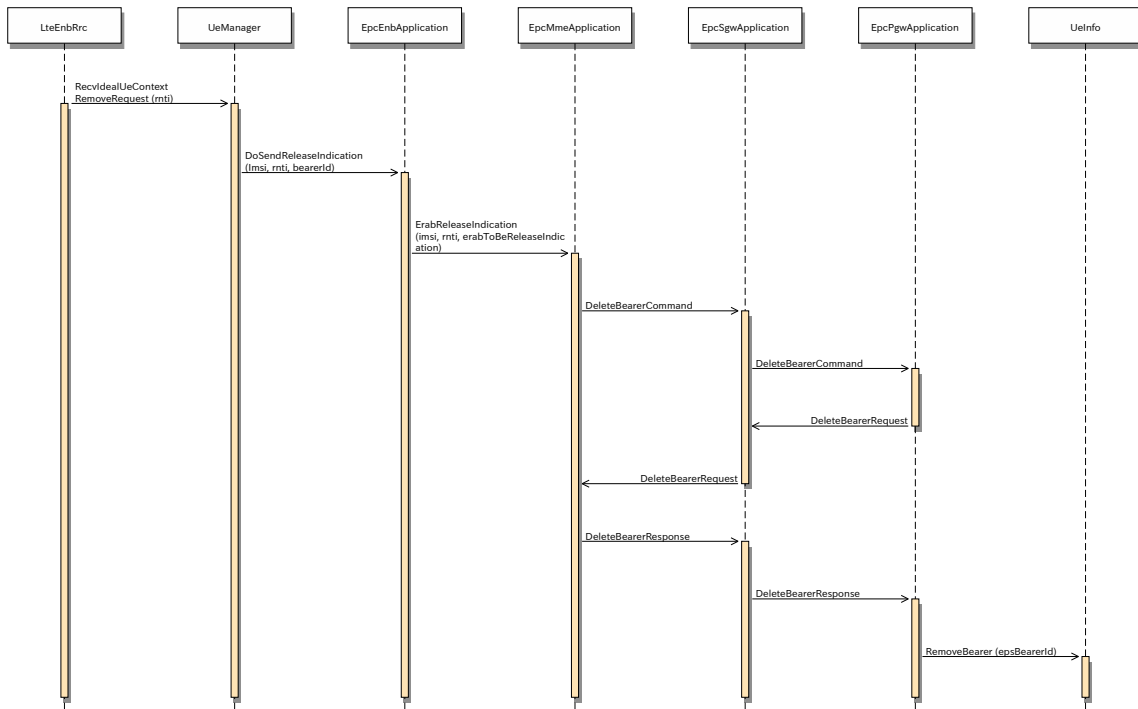 LteEnbRrc
UeManager
EpcEnbApplication
EpcMmeApplication
EpcSgwApplication
EpcPgwApplication
UeInfo
RecvIdealUeContext
RemoveRequest (rnti)
DoSendReleaseIndication
(Imsi, rnti, bearerId)
ErabReleaseIndication
(imsi, rnti, erabToBeReleaseIndic
ation)
DeleteBearerCommand
DeleteBearerCommand
DeleteBearerRequest
DeleteBearerRequest
DeleteBearerResponse
DeleteBearerResponse
RemoveBearer (epsBearerId)